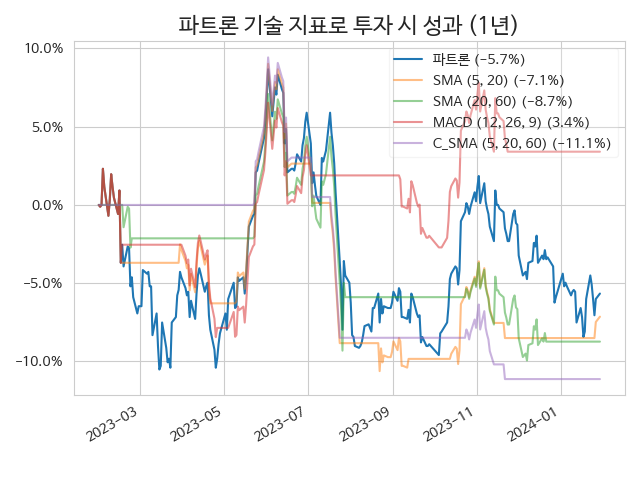 파트론 기술 지표로 투자 시 성과 (1년)
10.0%
5.0%
0.0%
−5.0%
−10.0%
파트론 (−5.7%)
SMA (5, 20) (−7.1%)
SMA (20, 60) (−8.7%)
MACD (12, 26, 9) (3.4%)
C_SMA (5, 20, 60) (−11.1%)
2023−03
2023−05
2023−07
2023−09
2023−11
2024−01